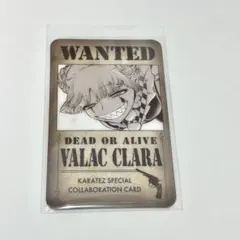 WANTED
DEAD OR ALIVE
VALAC CLARA
KARATEZ SPECIAL
COLLABORATION CARD